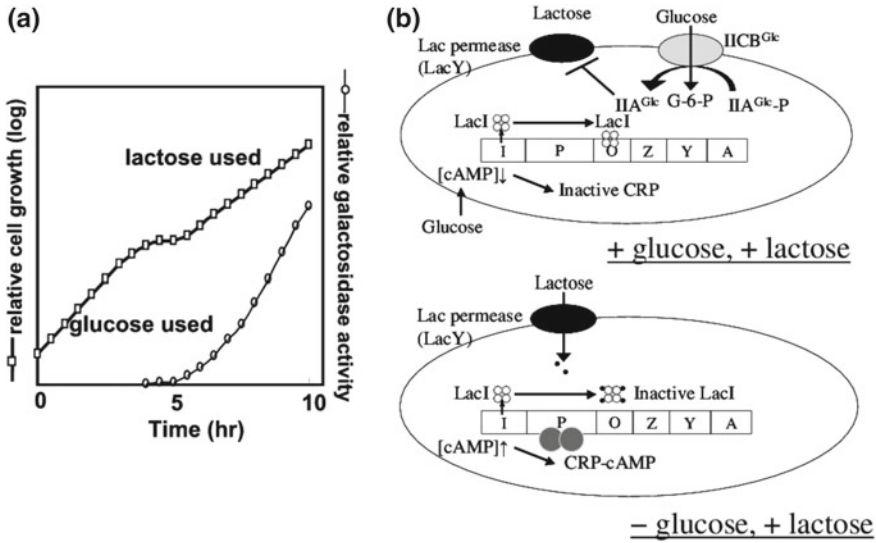 (a)
relative cell growth (log)
relative galactosidase activity
lactose used
glucose used
0
5
10
Time (hr)
(b)
Lactose
Glucose
IICB^Glc
Lac permease
(LacY)
IIA^Glc
G-6-P
IIA^Glc-P
LacI
LacI
I P O Z Y A
[cAMP]↓
Inactive CRP
Glucose
+ glucose, + lactose
Lactose
Lac permease
(LacY)
LacI
Inactive LacI
I P O Z Y A
[cAMP]↑
CRP-cAMP
− glucose, + lactose